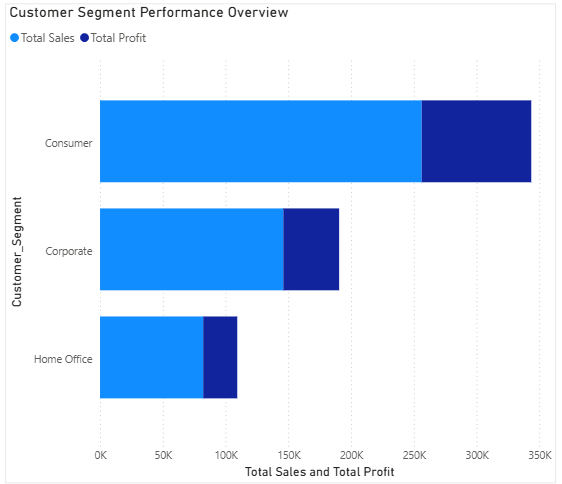 Customer Segment Performance Overview
Total Sales Total Profit
Customer_Segment
Consumer
Corporate
Home Office
0K 50K 100K 150K 200K 250K 300K 350K
Total Sales and Total Profit